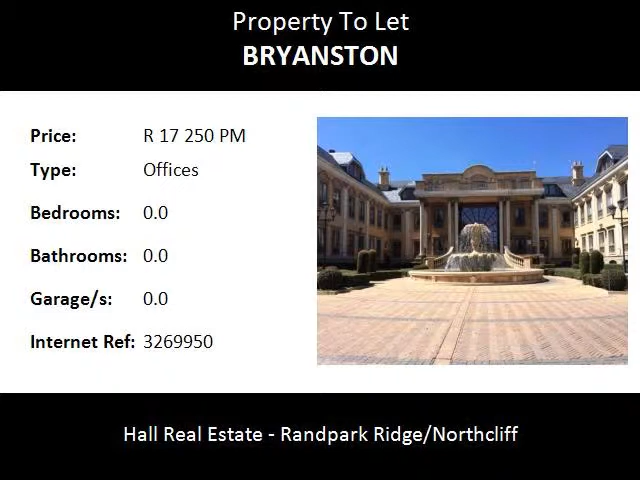 Property To Let
BRYANSTON
Price: R 17 250 PM
Type: Offices
Bedrooms: 0.0
Bathrooms: 0.0
Garage/s: 0.0
Internet Ref: 3269950
Hall Real Estate - Randpark Ridge/Northcliff